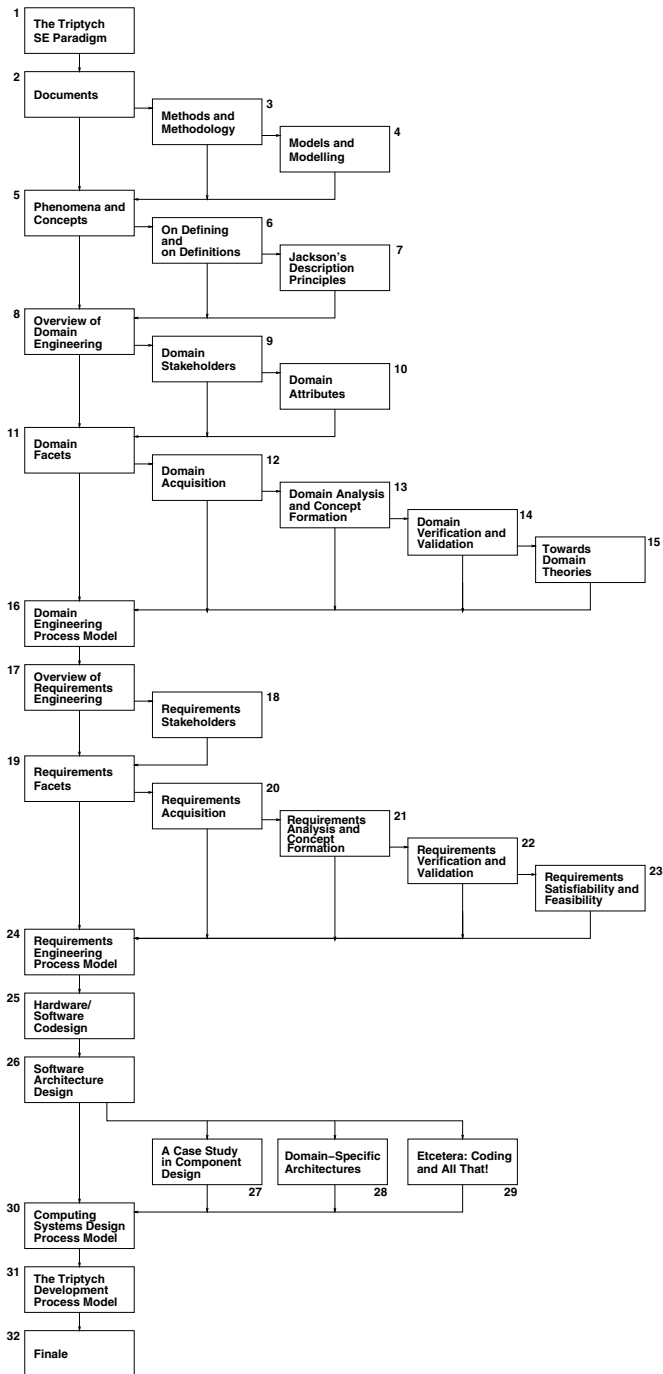 1
The Triptych
SE Paradigm
2
Documents
3
Methods and
Methodology
4
Models and
Modelling
5
Phenomena and
Concepts
6
On Defining
and
on Definitions
7
Jackson's
Description
Principles
8
Overview of
Domain
Engineering
9
Domain
Stakeholders
10
Domain
Attributes
11
Domain
Facets
12
Domain
Acquisition
13
Domain Analysis
and Concept
Formation
14
Domain
Verification and
Validation
15
Towards
Domain
Theories
16
Domain
Engineering
Process Model
17
Overview of
Requirements
Engineering
18
Requirements
Stakeholders
19
Requirements
Facets
20
Requirements
Acquisition
21
Requirements
Analysis and
Concept
Formation
22
Requirements
Verification and
Validation
23
Requirements
Satisfiability and
Feasibility
24
Requirements
Engineering
Process Model
25
Hardware/
Software
Codesign
26
Software
Architecture
Design
A Case Study
in Component
Design
27
Domain–Specific
Architectures
28
Etcetera: Coding
and All That!
29
30
Computing
Systems Design
Process Model
31
The Triptych
Development
Process Model
32
Finale